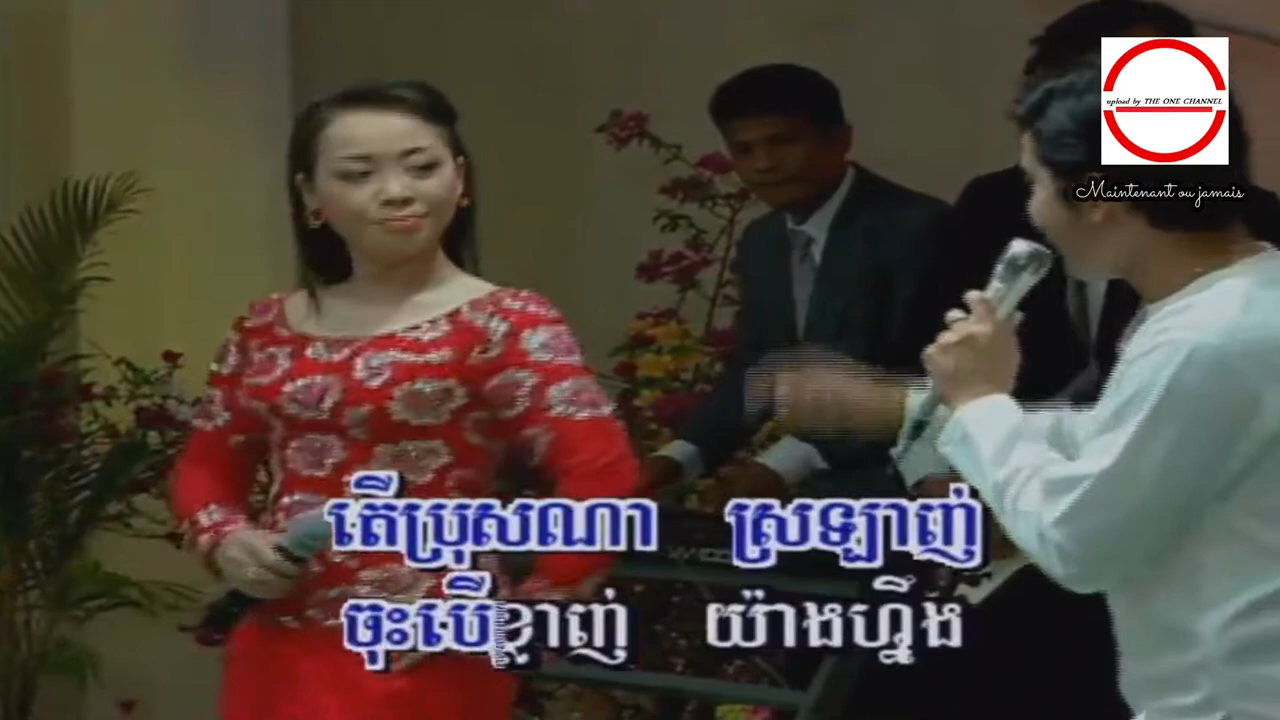 upload by THE ONE CHANNEL
Maintenant ou jamais
តើប្រុសណា ស្រឡាញ់
ចុះបើខ្លាញ់ យ៉ាងហ្នឹង